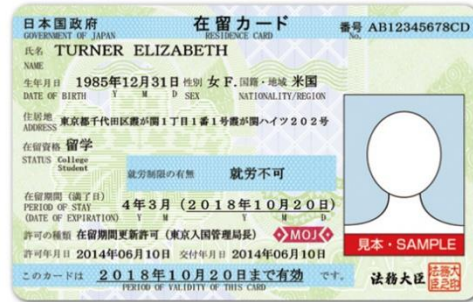 日本国政府 在留カード 番号 AB12345678CD
GOVERNMENT OF JAPAN RESIDENCE CARD No.
氏名 TURNER ELIZABETH
NAME
生年月日 1985年12月31日 性別 女 F. 国籍・地域 米国
DATE OF BIRTH Y M D SEX NATIONALITY/REGION
住居地 東京都千代田区霞が関1丁目1番1号霞が関ハイツ202号
ADDRESS
在留資格 留学
STATUS College Student
就労制限の有無 就労不可
在留期間(満了日) 4年3月(2018年10月20日)
PERIOD OF STAY
(DATE OF EXPIRATION) Y M Y M D
許可の種類 在留期間更新許可(東京入国管理局長) MOJ
見本・SAMPLE
許可年月日 2014年06月10日 交付年月日 2014年06月10日
このカードは 2018年10月20日まで有効 です。
PERIOD OF VALIDITY OF THIS CARD
法務大臣